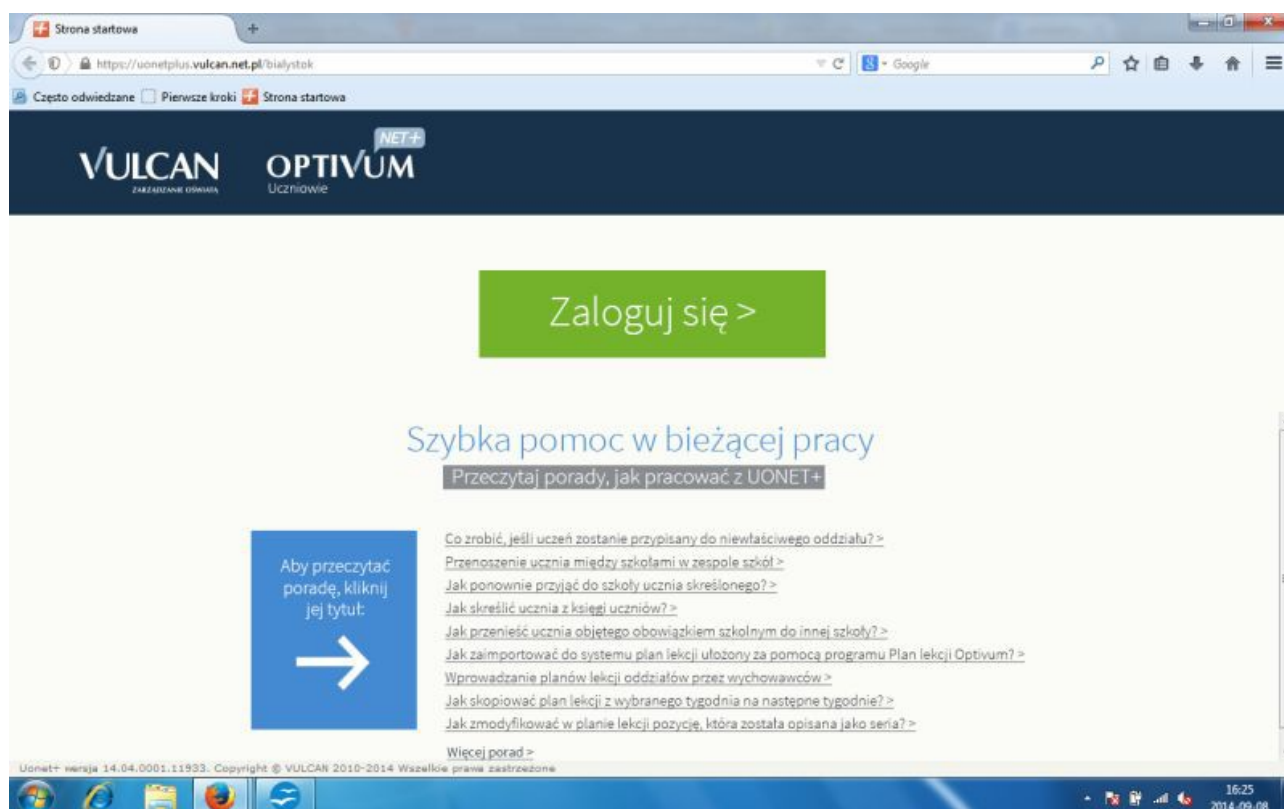 Strona startowa
https://uonetplus.vulcan.net.pl/bialystok
Google
Często odwiedzane Pierwsze kroki Strona startowa
VULCAN
ZARZĄDZANIE OŚWIATĄ
OPTIVUM NET+
Uczniowie
Zaloguj się >
Szybka pomoc w bieżącej pracy
Przeczytaj porady, jak pracować z UONET+
Aby przeczytać
poradę, kliknij
jej tytuł:
Co zrobić, jeśli uczeń zostanie przypisany do niewłaściwego oddziału? >
Przenoszenie ucznia między szkołami w zespole szkół >
Jak ponownie przyjąć do szkoły ucznia skreślonego? >
Jak skreślić ucznia z księgi uczniów? >
Jak przenieść ucznia objętego obowiązkiem szkolnym do innej szkoły? >
Jak zaimportować do systemu plan lekcji ułożony za pomocą programu Plan lekcji Optivum? >
Wprowadzanie planów lekcji oddziałów przez wychowawców >
Jak skopiować plan lekcji z wybranego tygodnia na następne tygodnie? >
Jak zmodyfikować w planie lekcji pozycję, która została opisana jako seria? >
Więcej porad >
Uonet+ wersja 14.04.0001.11933. Copyright © VULCAN 2010-2014 Wszelkie prawa zastrzeżone
16:25
2014-09-08